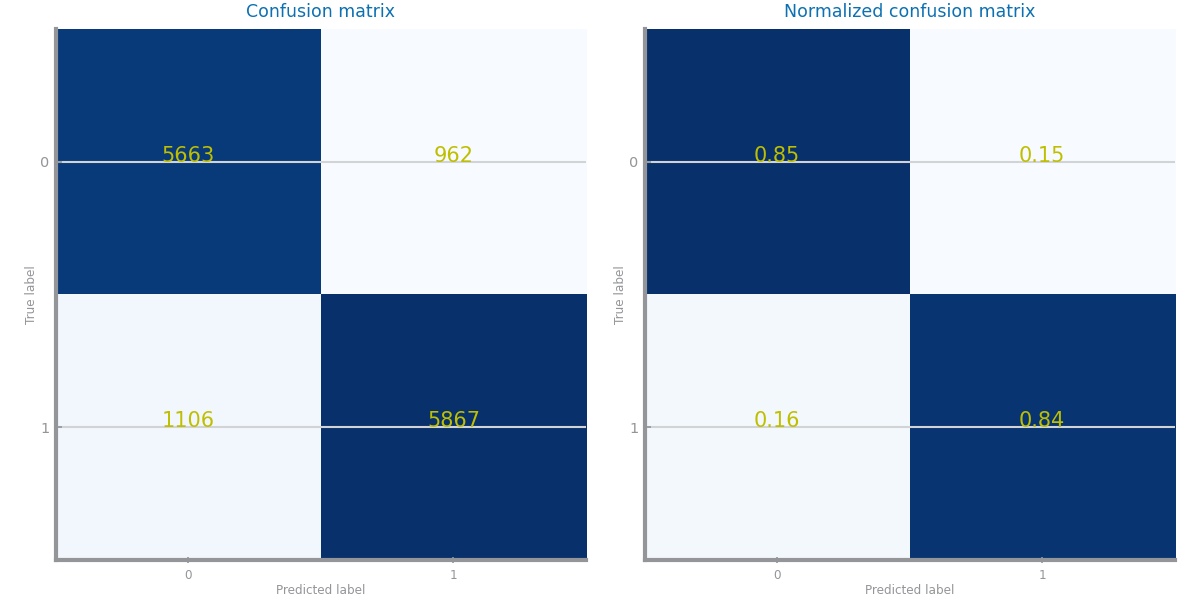 Confusion matrix
0
5663
962
True label
1
1106
5867
0
1
Predicted label
Normalized confusion matrix
0
0.85
0.15
True label
1
0.16
0.84
0
1
Predicted label